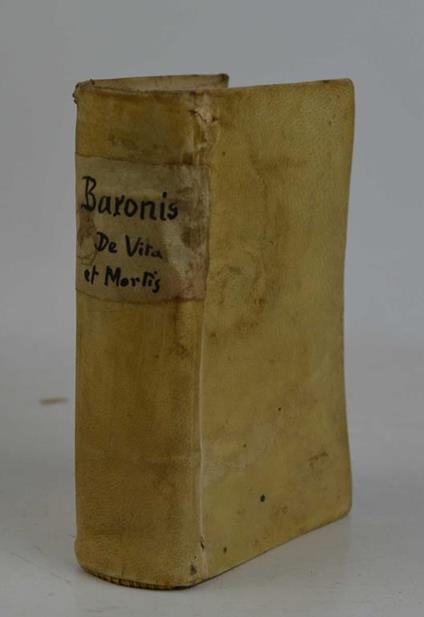 Baronis
De Vita
et Mortis